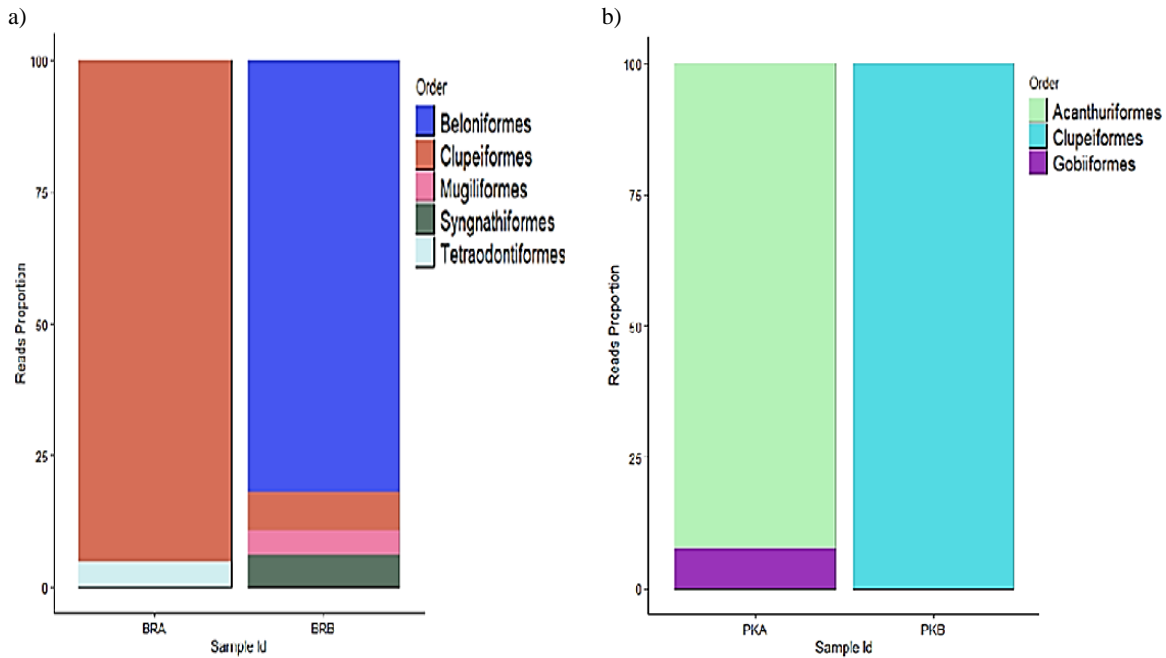 a)
100
75
50
25
0
Reads Proportion
BRA
BRB
Sample Id
Order
Beloniformes
Clupeiformes
Mugiliformes
Syngnathiformes
Tetraodontiformes
b)
100
75
50
25
0
Reads Proportion
PKA
PKB
Sample Id
Order
Acanthuriformes
Clupeiformes
Gobiiformes